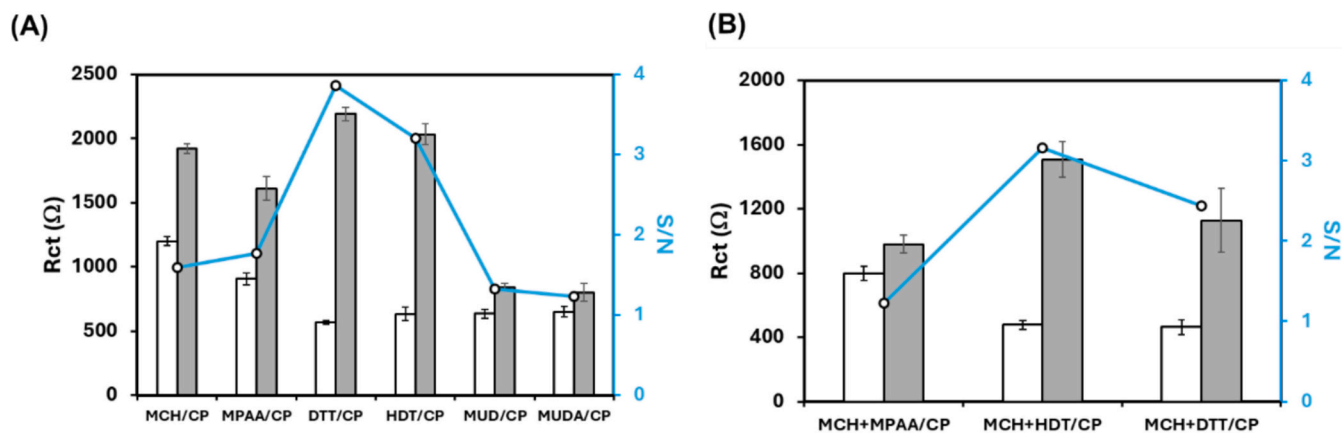 (A)
2500
2000
1500
1000
500
0
Rct (Ω)
4
3
2
1
0
S/N
MCH/CP MPAA/CP DTT/CP HDT/CP MUD/CP MUDA/CP
(B)
2000
1600
1200
800
400
0
Rct (Ω)
4
3
2
1
0
S/N
MCH+MPAA/CP MCH+HDT/CP MCH+DTT/CP